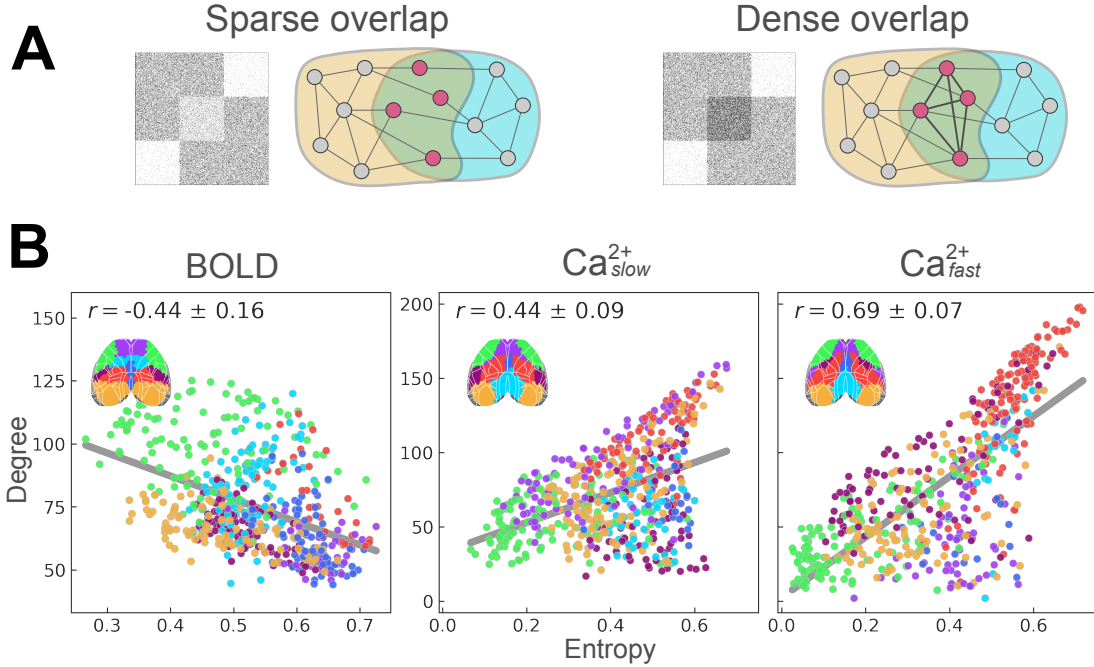 A
Sparse overlap
Dense overlap
B
BOLD
Ca²⁺slow
Ca²⁺fast
r = -0.44 ± 0.16
r = 0.44 ± 0.09
r = 0.69 ± 0.07
Degree
150
125
100
75
50
200
150
100
50
0
0.3 0.4 0.5 0.6 0.7
0.0 0.2 0.4 0.6
0.0 0.2 0.4 0.6
Entropy